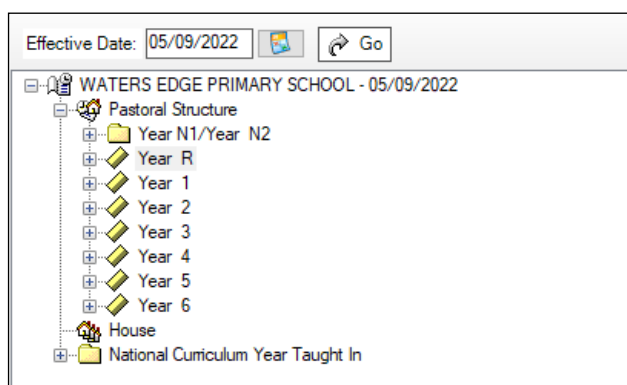 Effective Date: 05/09/2022 Go
WATERS EDGE PRIMARY SCHOOL - 05/09/2022
Pastoral Structure
Year N1/Year N2
Year R
Year 1
Year 2
Year 3
Year 4
Year 5
Year 6
House
National Curriculum Year Taught In